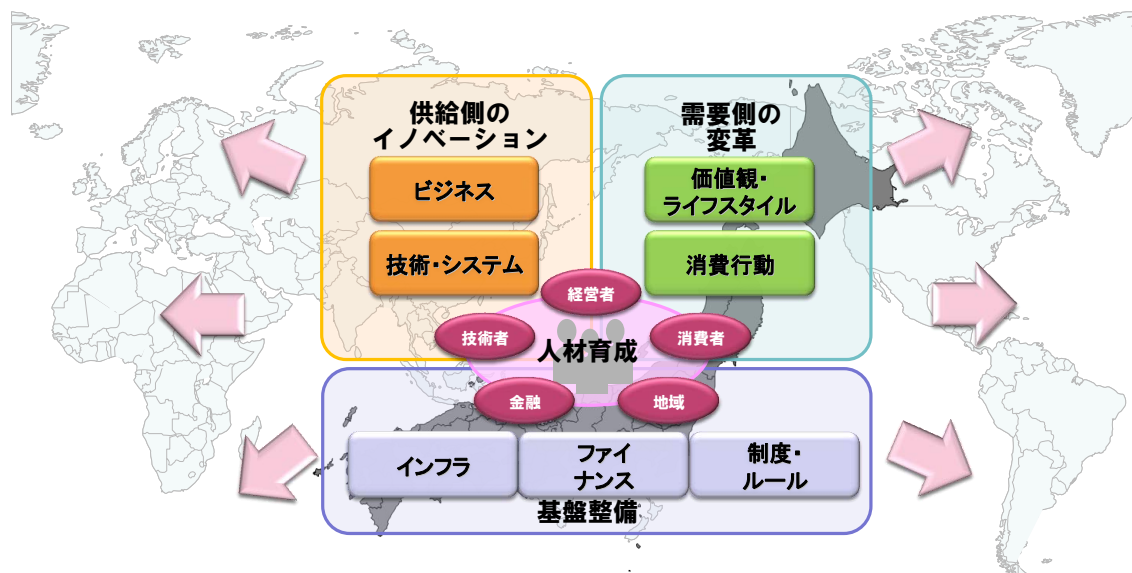 供給側の
イノベーション
ビジネス
技術・システム
需要側の
変革
価値観・
ライフスタイル
消費行動
経営者
技術者
消費者
人材育成
金融
地域
インフラ
ファイ
ナンス
制度・
ルール
基盤整備